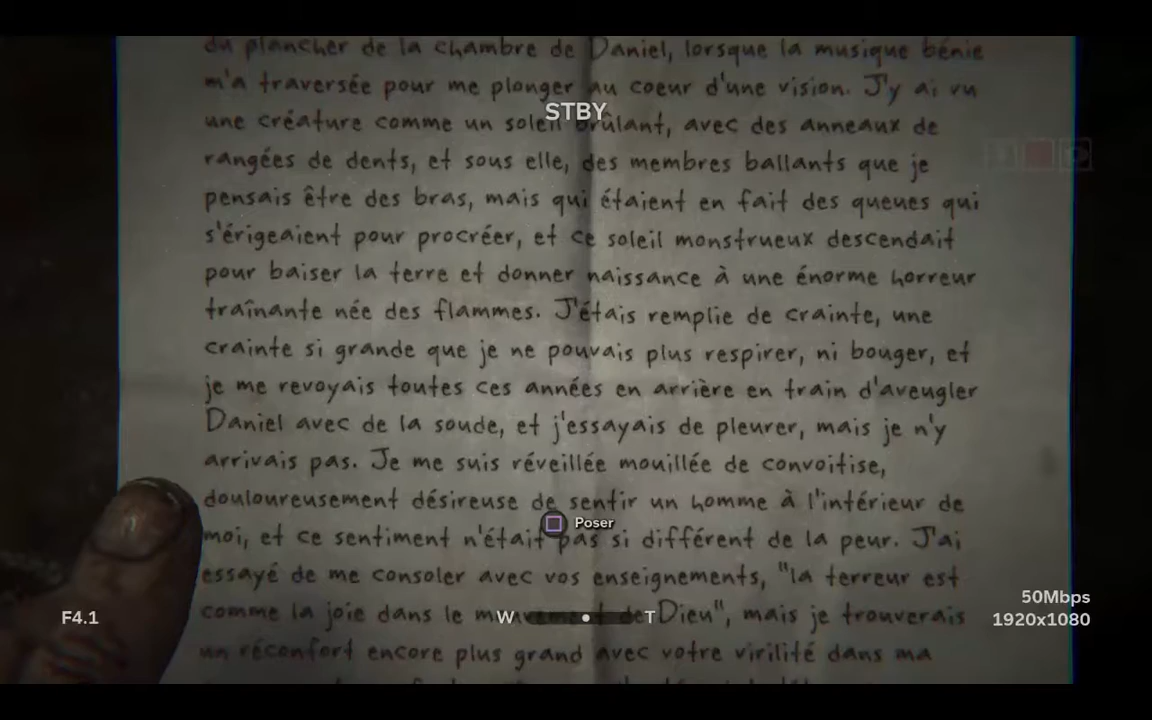 du plancher de la chambre de Daniel, lorsque la musique bénie
m'a traversée pour me plonger au coeur d'une vision. J'y ai vu
STBY
une créature comme un soleil brûlant, avec des anneaux de
rangées de dents, et sous elle, des membres ballants que je
pensais être des bras, mais qui étaient en fait des queues qui
s'érigeaient pour procréer, et ce soleil monstrueux descendait
pour baiser la terre et donner naissance à une énorme horreur
traînante née des flammes. J'étais remplie de crainte, une
crainte si grande que je ne pouvais plus respirer, ni bouger, et
je me revoyais toutes ces années en arrière en train d'aveugler
Daniel avec de la soude, et j'essayais de pleurer, mais je n'y
arrivais pas. Je me suis réveillée mouillée de convoitise,
douloureusement désireuse de sentir un homme à l'intérieur de
Poser
moi, et ce sentiment n'était pas si différent de la peur. J'ai
essayé de me consoler avec vos enseignements, "la terreur est
50Mbps
comme la joie dans le mouvement de Dieu", mais je trouverais
F4.1
W T
1920x1080
un réconfort encore plus grand avec votre virilité dans ma